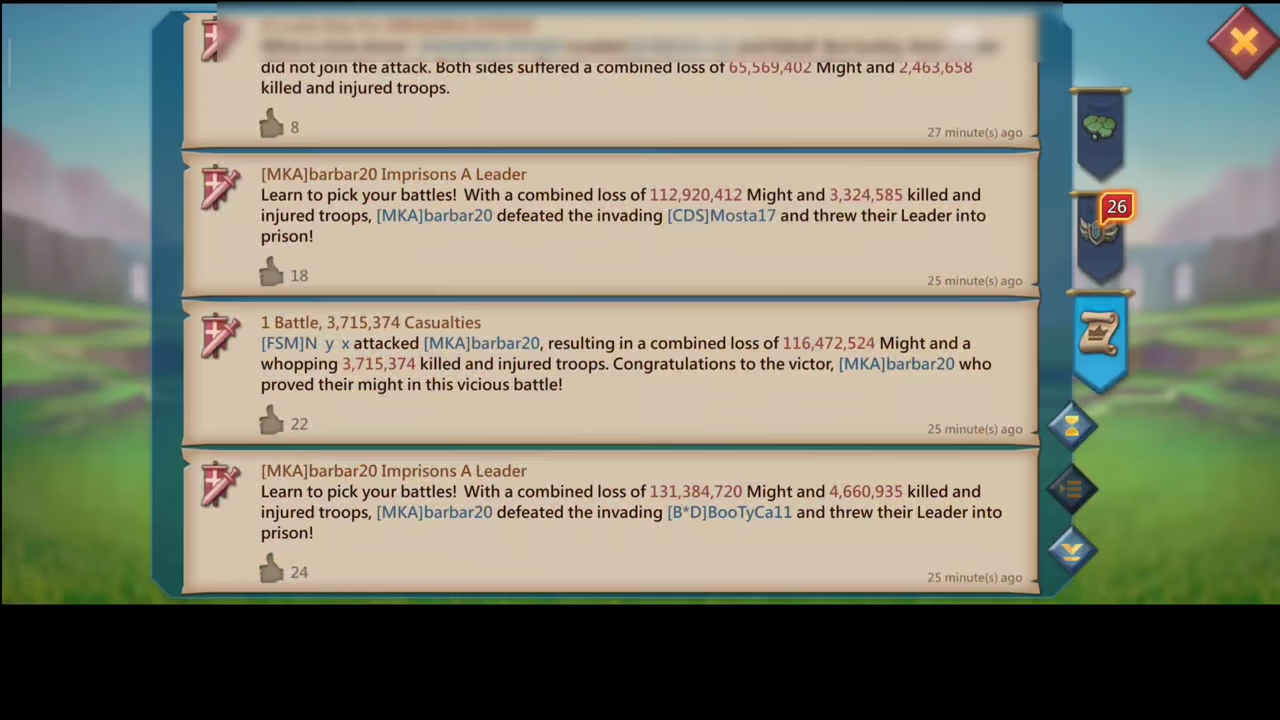 did not join the attack. Both sides suffered a combined loss of 65,569,402 Might and 2,463,658
killed and injured troops.
8
27 minute(s) ago
[MKA]barbar20 Imprisons A Leader
Learn to pick your battles! With a combined loss of 112,920,412 Might and 3,324,585 killed and
injured troops, [MKA]barbar20 defeated the invading [CDS]Mosta17 and threw their Leader into
prison!
18
25 minute(s) ago
1 Battle, 3,715,374 Casualties
[FSM]N y x attacked [MKA]barbar20, resulting in a combined loss of 116,472,524 Might and a
whopping 3,715,374 killed and injured troops. Congratulations to the victor, [MKA]barbar20 who
proved their might in this vicious battle!
22
25 minute(s) ago
[MKA]barbar20 Imprisons A Leader
Learn to pick your battles! With a combined loss of 131,384,720 Might and 4,660,935 killed and
injured troops, [MKA]barbar20 defeated the invading [B*D]BooTyCa11 and threw their Leader into
prison!
24
25 minute(s) ago
26